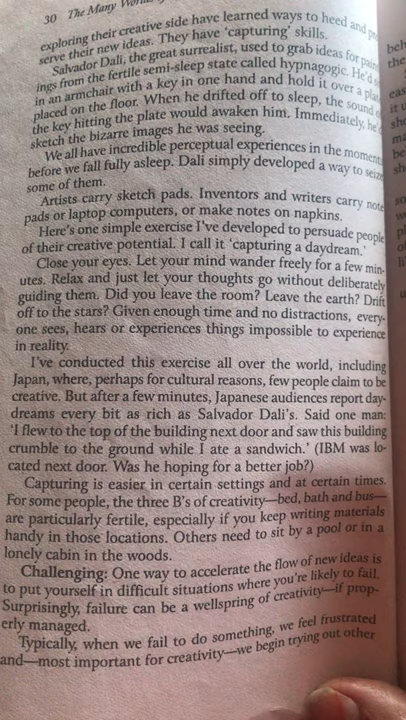 30 The Many
exploring their creative side have learned ways to heed and
serve their new ideas. They have 'capturing' skills.
Salvador Dali, the great surrealist, used to grab ideas for
ings from the fertile semi-sleep state called hypnagogic. He'd
in an armchair with a key in one hand and hold it over a
placed on the floor. When he drifted off to sleep, the sound
the key hitting the plate would awaken him. Immediately, he'd
sketch the bizarre images he was seeing.
We all have incredible perceptual experiences in the moments
before we fall fully asleep. Dali simply developed a way to seize
some of them.
Artists carry sketch pads. Inventors and writers carry note
pads or laptop computers, or make notes on napkins.
Here's one simple exercise I've developed to persuade people
of their creative potential. I call it 'capturing a daydream.'
Close your eyes. Let your mind wander freely for a few min-
utes. Relax and just let your thoughts go without deliberately
guiding them. Did you leave the room? Leave the earth? Drift
off to the stars? Given enough time and no distractions, every-
one sees, hears or experiences things impossible to experience
in reality.
I've conducted this exercise all over the world, including
Japan, where, perhaps for cultural reasons, few people claim to be
creative. But after a few minutes, Japanese audiences report day-
dreams every bit as rich as Salvador Dali's. Said one man:
'I flew to the top of the building next door and saw this building
crumble to the ground while I ate a sandwich.' (IBM was lo-
cated next door. Was he hoping for a better job?)
Capturing is easier in certain settings and at certain times.
For some people, the three B's of creativity—bed, bath and bus—
are particularly fertile, especially if you keep writing materials
handy in those locations. Others need to sit by a pool or in a
lonely cabin in the woods.
Challenging: One way to accelerate the flow of new ideas is
to put yourself in difficult situations where you're likely to fail.
Surprisingly, failure can be a wellspring of creativity—if prop-
erly managed.
Typically, when we fail to do something, we feel frustrated
and—most important for creativity—we begin trying out other